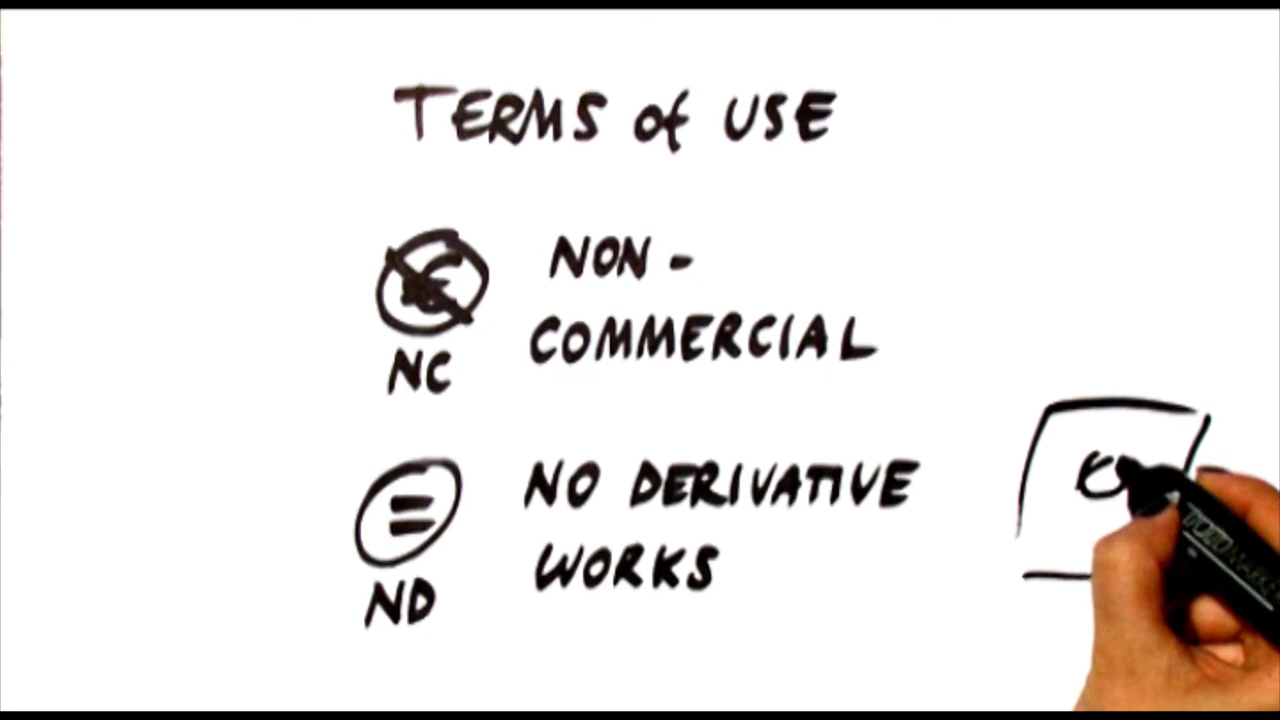 TERMS of USE
NON-
COMMERCIAL
NC
NO DERIVATIVE
WORKS
ND